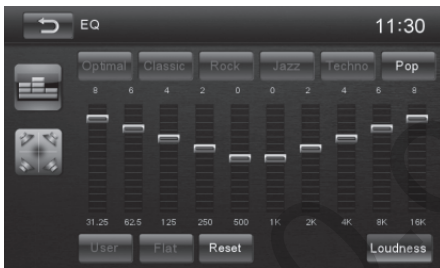 EQ 11:30
Optimal Classic Rock Jazz Techno Pop
8 6 4 2 0 0 2 4 6 8
31.25 62.5 125 250 500 1K 2K 4K 8K 16K
User Flat Reset Loudness